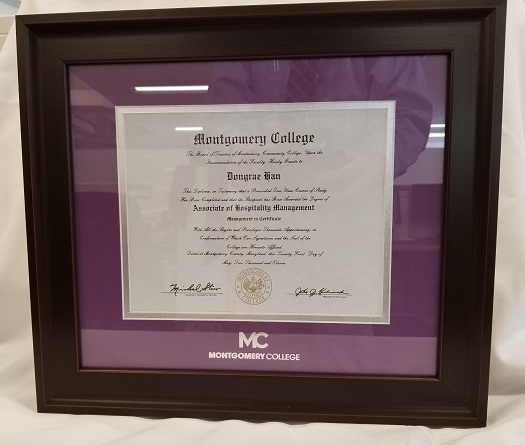 Montgomery College
The Board of Trustees of Montgomery Community College, Upon the
Recommendation of the Faculty, Hereby Grants to
Dongrae Han
This Diploma, in Testimony that a Prescribed Two Year Course of Study
Has Been Completed and that the Recipient has Been Awarded the Degree of
Associate of Hospitality Management
Management in Certificate
With All the Rights and Privileges Thereunto Appertaining, in
Confirmation of Which Our Signatures and the Seal of the
College are Hereunto Affixed.
Dated at Montgomery County, Maryland, this Twenty First Day of
May, Two Thousand and Eleven.
MONTGOMERY
COLLEGE
MC
MONTGOMERY COLLEGE